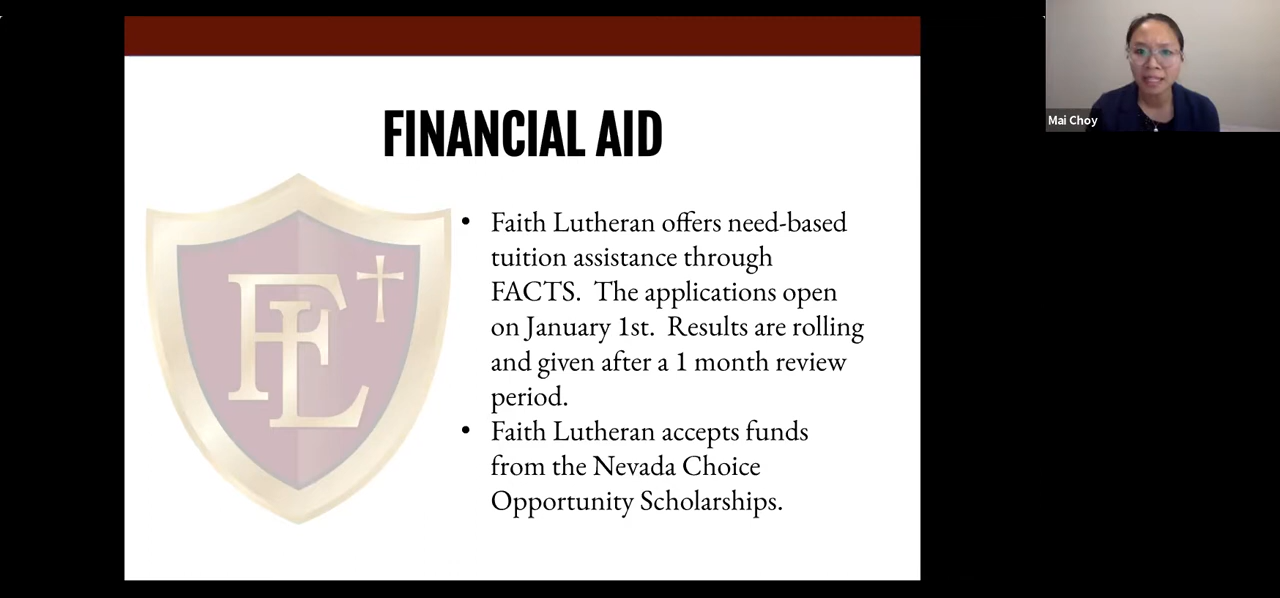 FINANCIAL AID
• Faith Lutheran offers need-based
tuition assistance through
FACTS.  The applications open
on January 1st.  Results are rolling
and given after a 1 month review
period.
• Faith Lutheran accepts funds
from the Nevada Choice
Opportunity Scholarships.
FL
Mai Choy